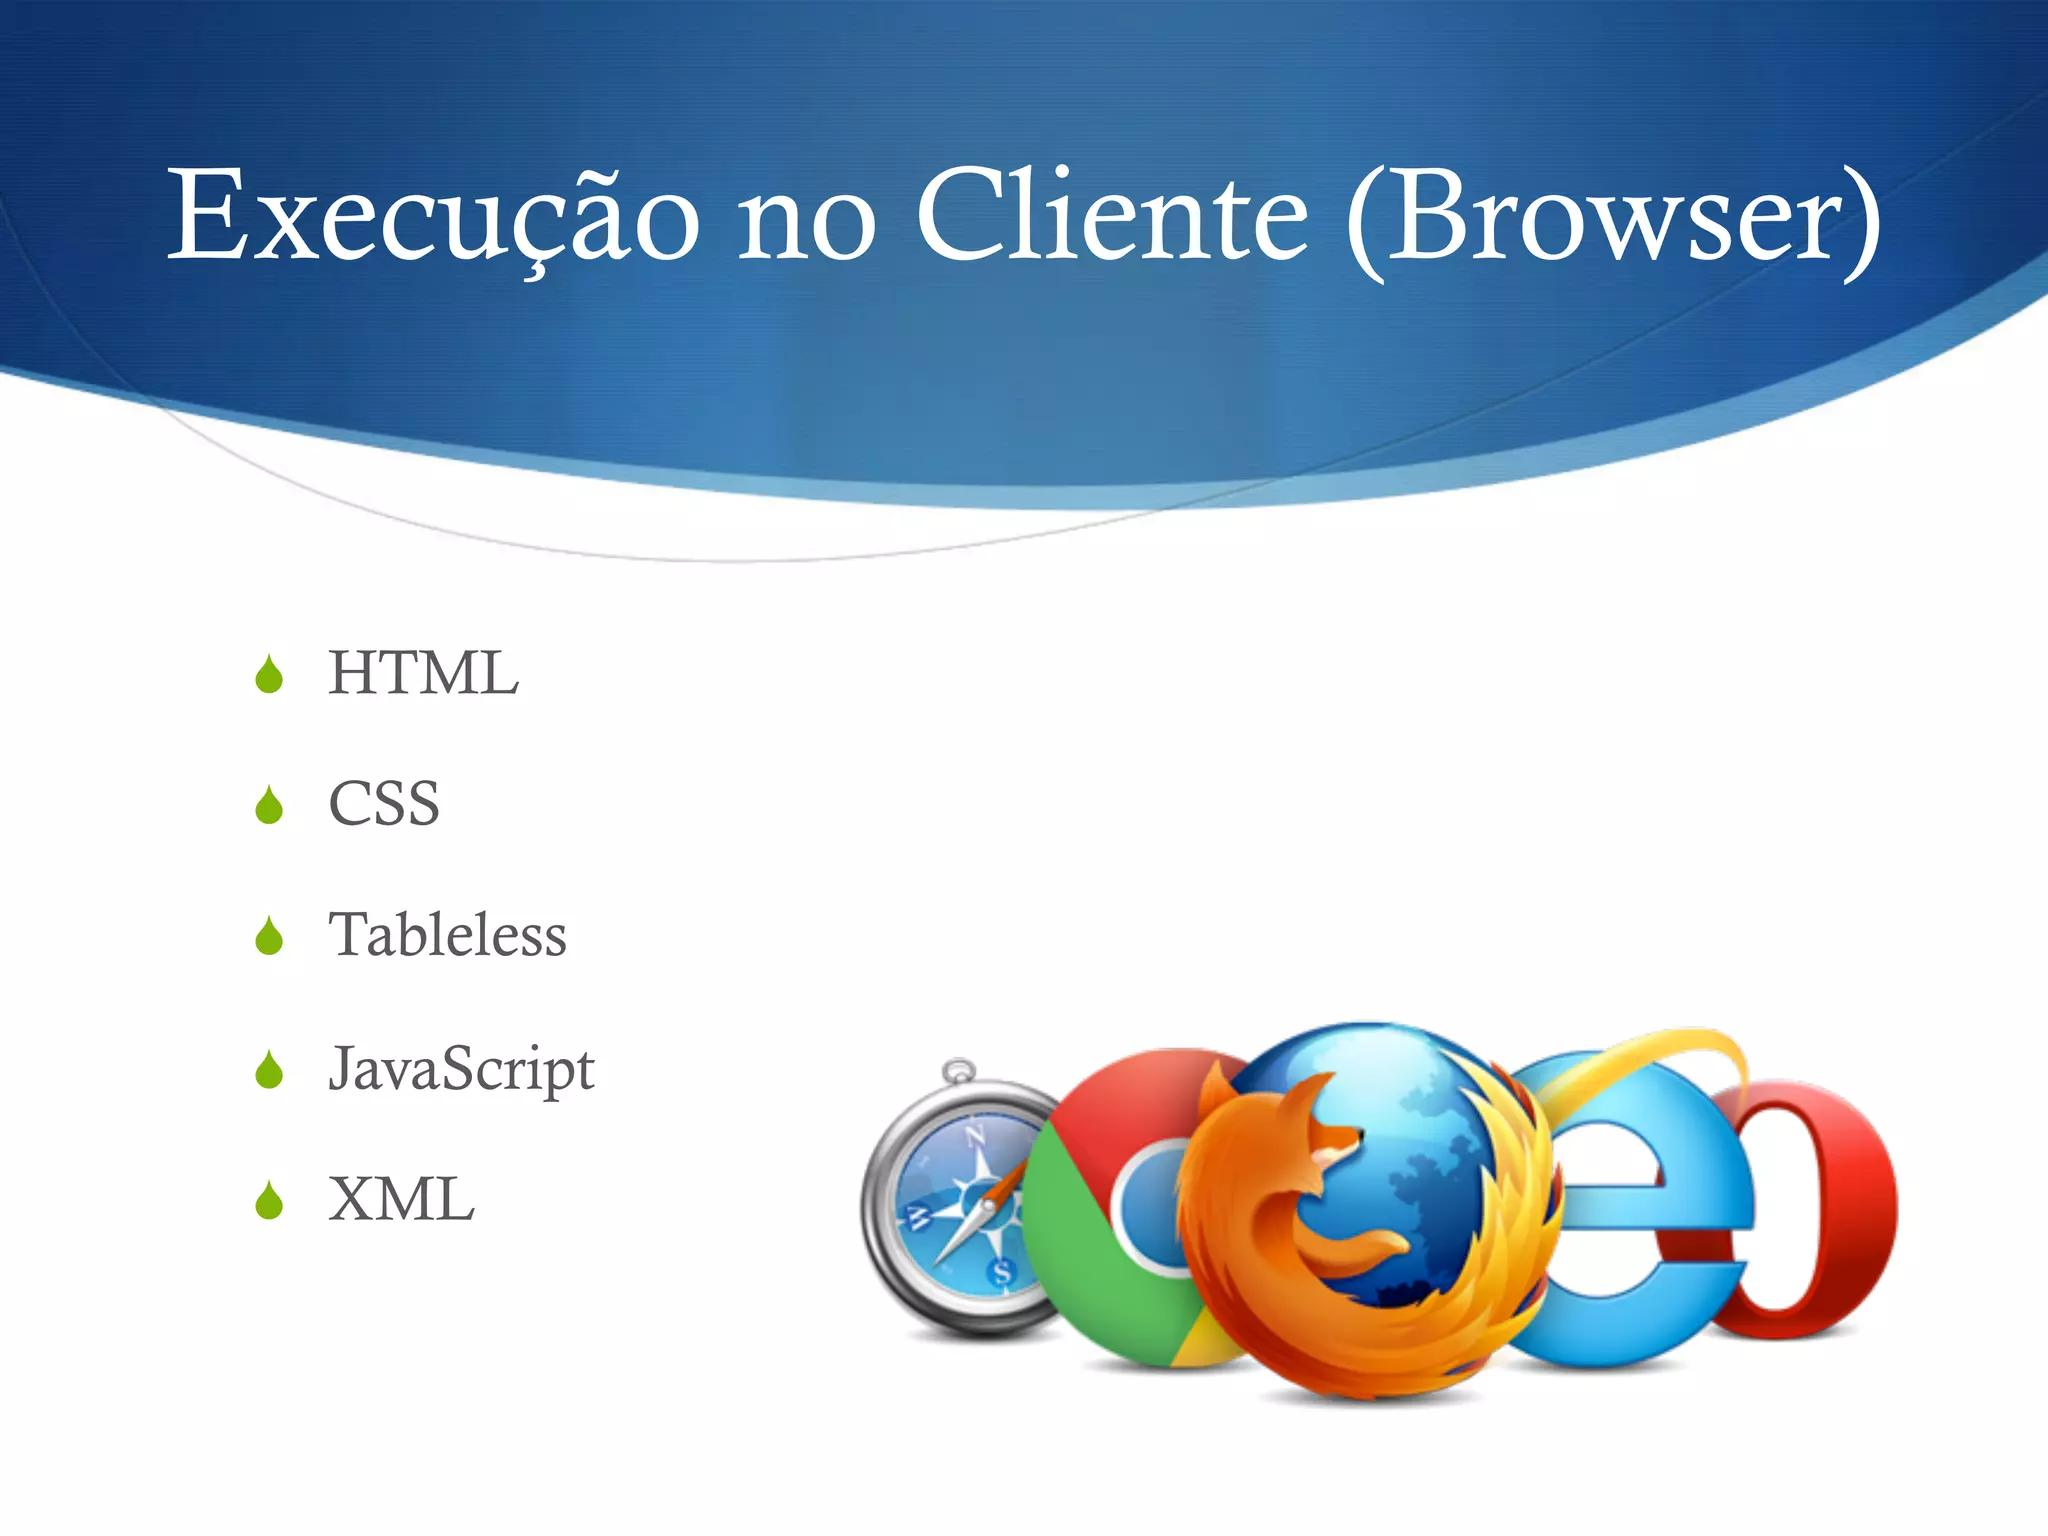 Execução no Cliente (Browser)
HTML
CSS
Tableless
JavaScript
XML
N
W
S